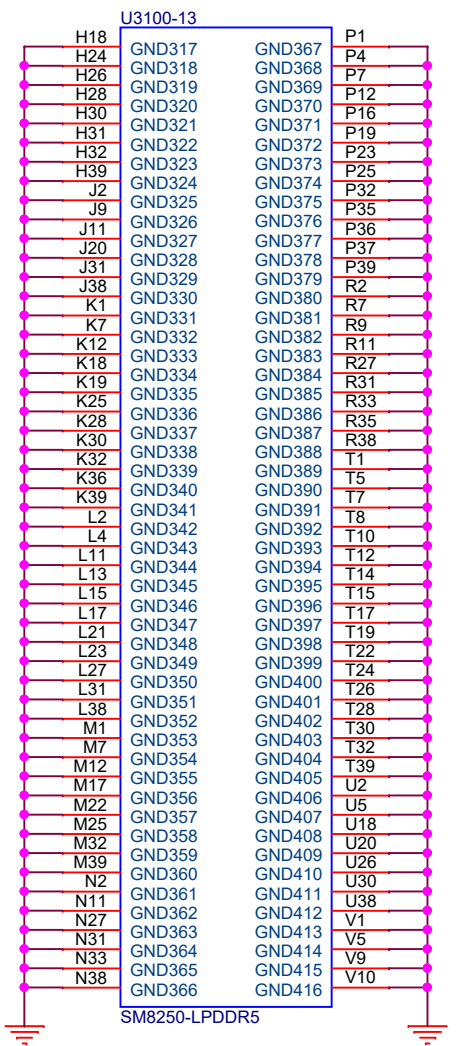 U3100-13
H18 GND317 GND367 P1
H24 GND318 GND368 P4
H26 GND319 GND369 P7
H28 GND320 GND370 P12
H30 GND321 GND371 P16
H31 GND322 GND372 P19
H32 GND323 GND373 P23
H39 GND324 GND374 P25
J2 GND325 GND375 P32
J9 GND326 GND376 P35
J11 GND327 GND377 P36
J20 GND328 GND378 P37
J31 GND329 GND379 P39
J38 GND330 GND380 R2
K1 GND331 GND381 R7
K7 GND332 GND382 R9
K12 GND333 GND383 R11
K18 GND334 GND384 R27
K19 GND335 GND385 R31
K25 GND336 GND386 R33
K28 GND337 GND387 R35
K30 GND338 GND388 R38
K32 GND339 GND389 T1
K36 GND340 GND390 T5
K39 GND341 GND391 T7
L2 GND342 GND392 T8
L4 GND343 GND393 T10
L11 GND344 GND394 T12
L13 GND345 GND395 T14
L15 GND346 GND396 T15
L17 GND347 GND397 T17
L21 GND348 GND398 T19
L23 GND349 GND399 T22
L27 GND350 GND400 T24
L31 GND351 GND401 T26
L38 GND352 GND402 T28
M1 GND353 GND403 T30
M7 GND354 GND404 T32
M12 GND355 GND405 T39
M17 GND356 GND406 U2
M22 GND357 GND407 U5
M25 GND358 GND408 U18
M32 GND359 GND409 U20
M39 GND360 GND410 U26
N2 GND361 GND411 U30
N11 GND362 GND412 U38
N27 GND363 GND413 V1
N31 GND364 GND414 V5
N33 GND365 GND415 V9
N38 GND366 GND416 V10
SM8250-LPDDR5